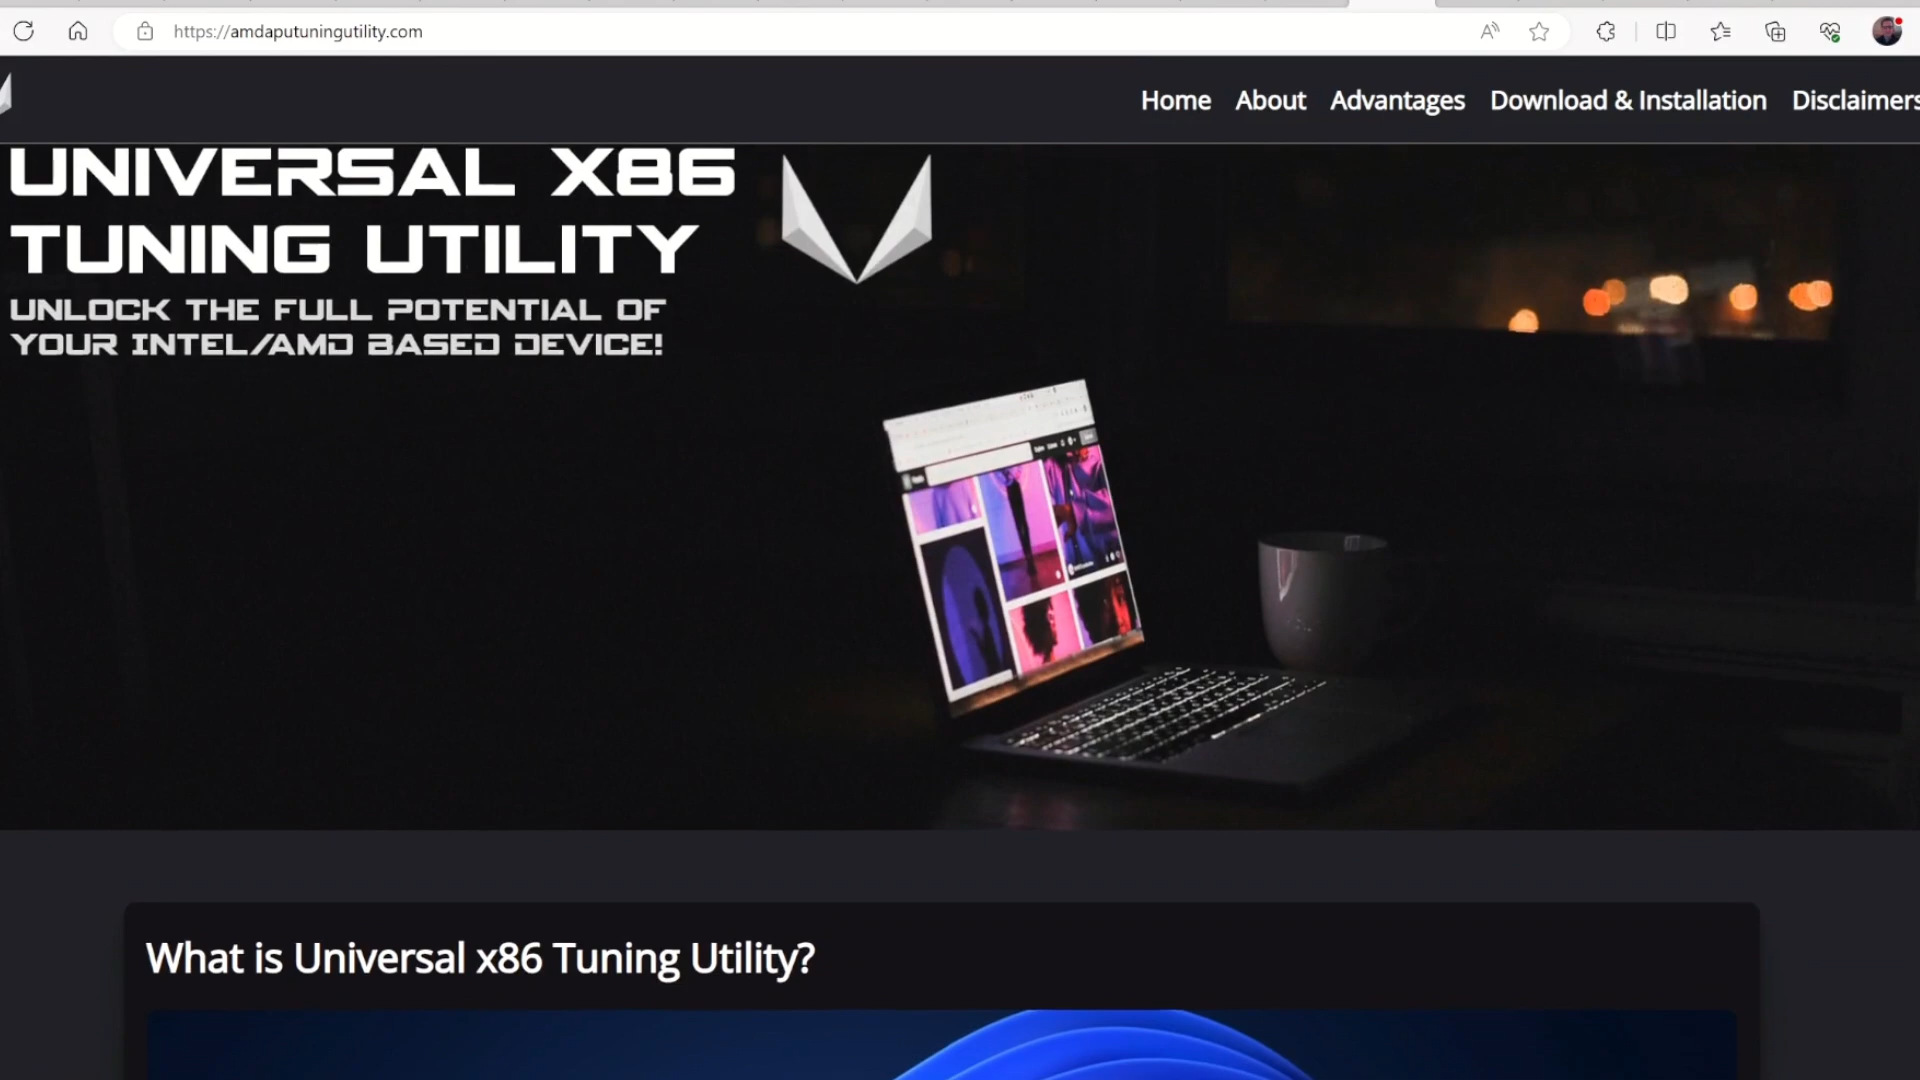 https://amdaputuningutility.com
Home About Advantages Download & Installation Disclaimers
UNIVERSAL X86
TUNING UTILITY
UNLOCK THE FULL POTENTIAL OF
YOUR INTEL/AMD BASED DEVICE!
What is Universal x86 Tuning Utility?